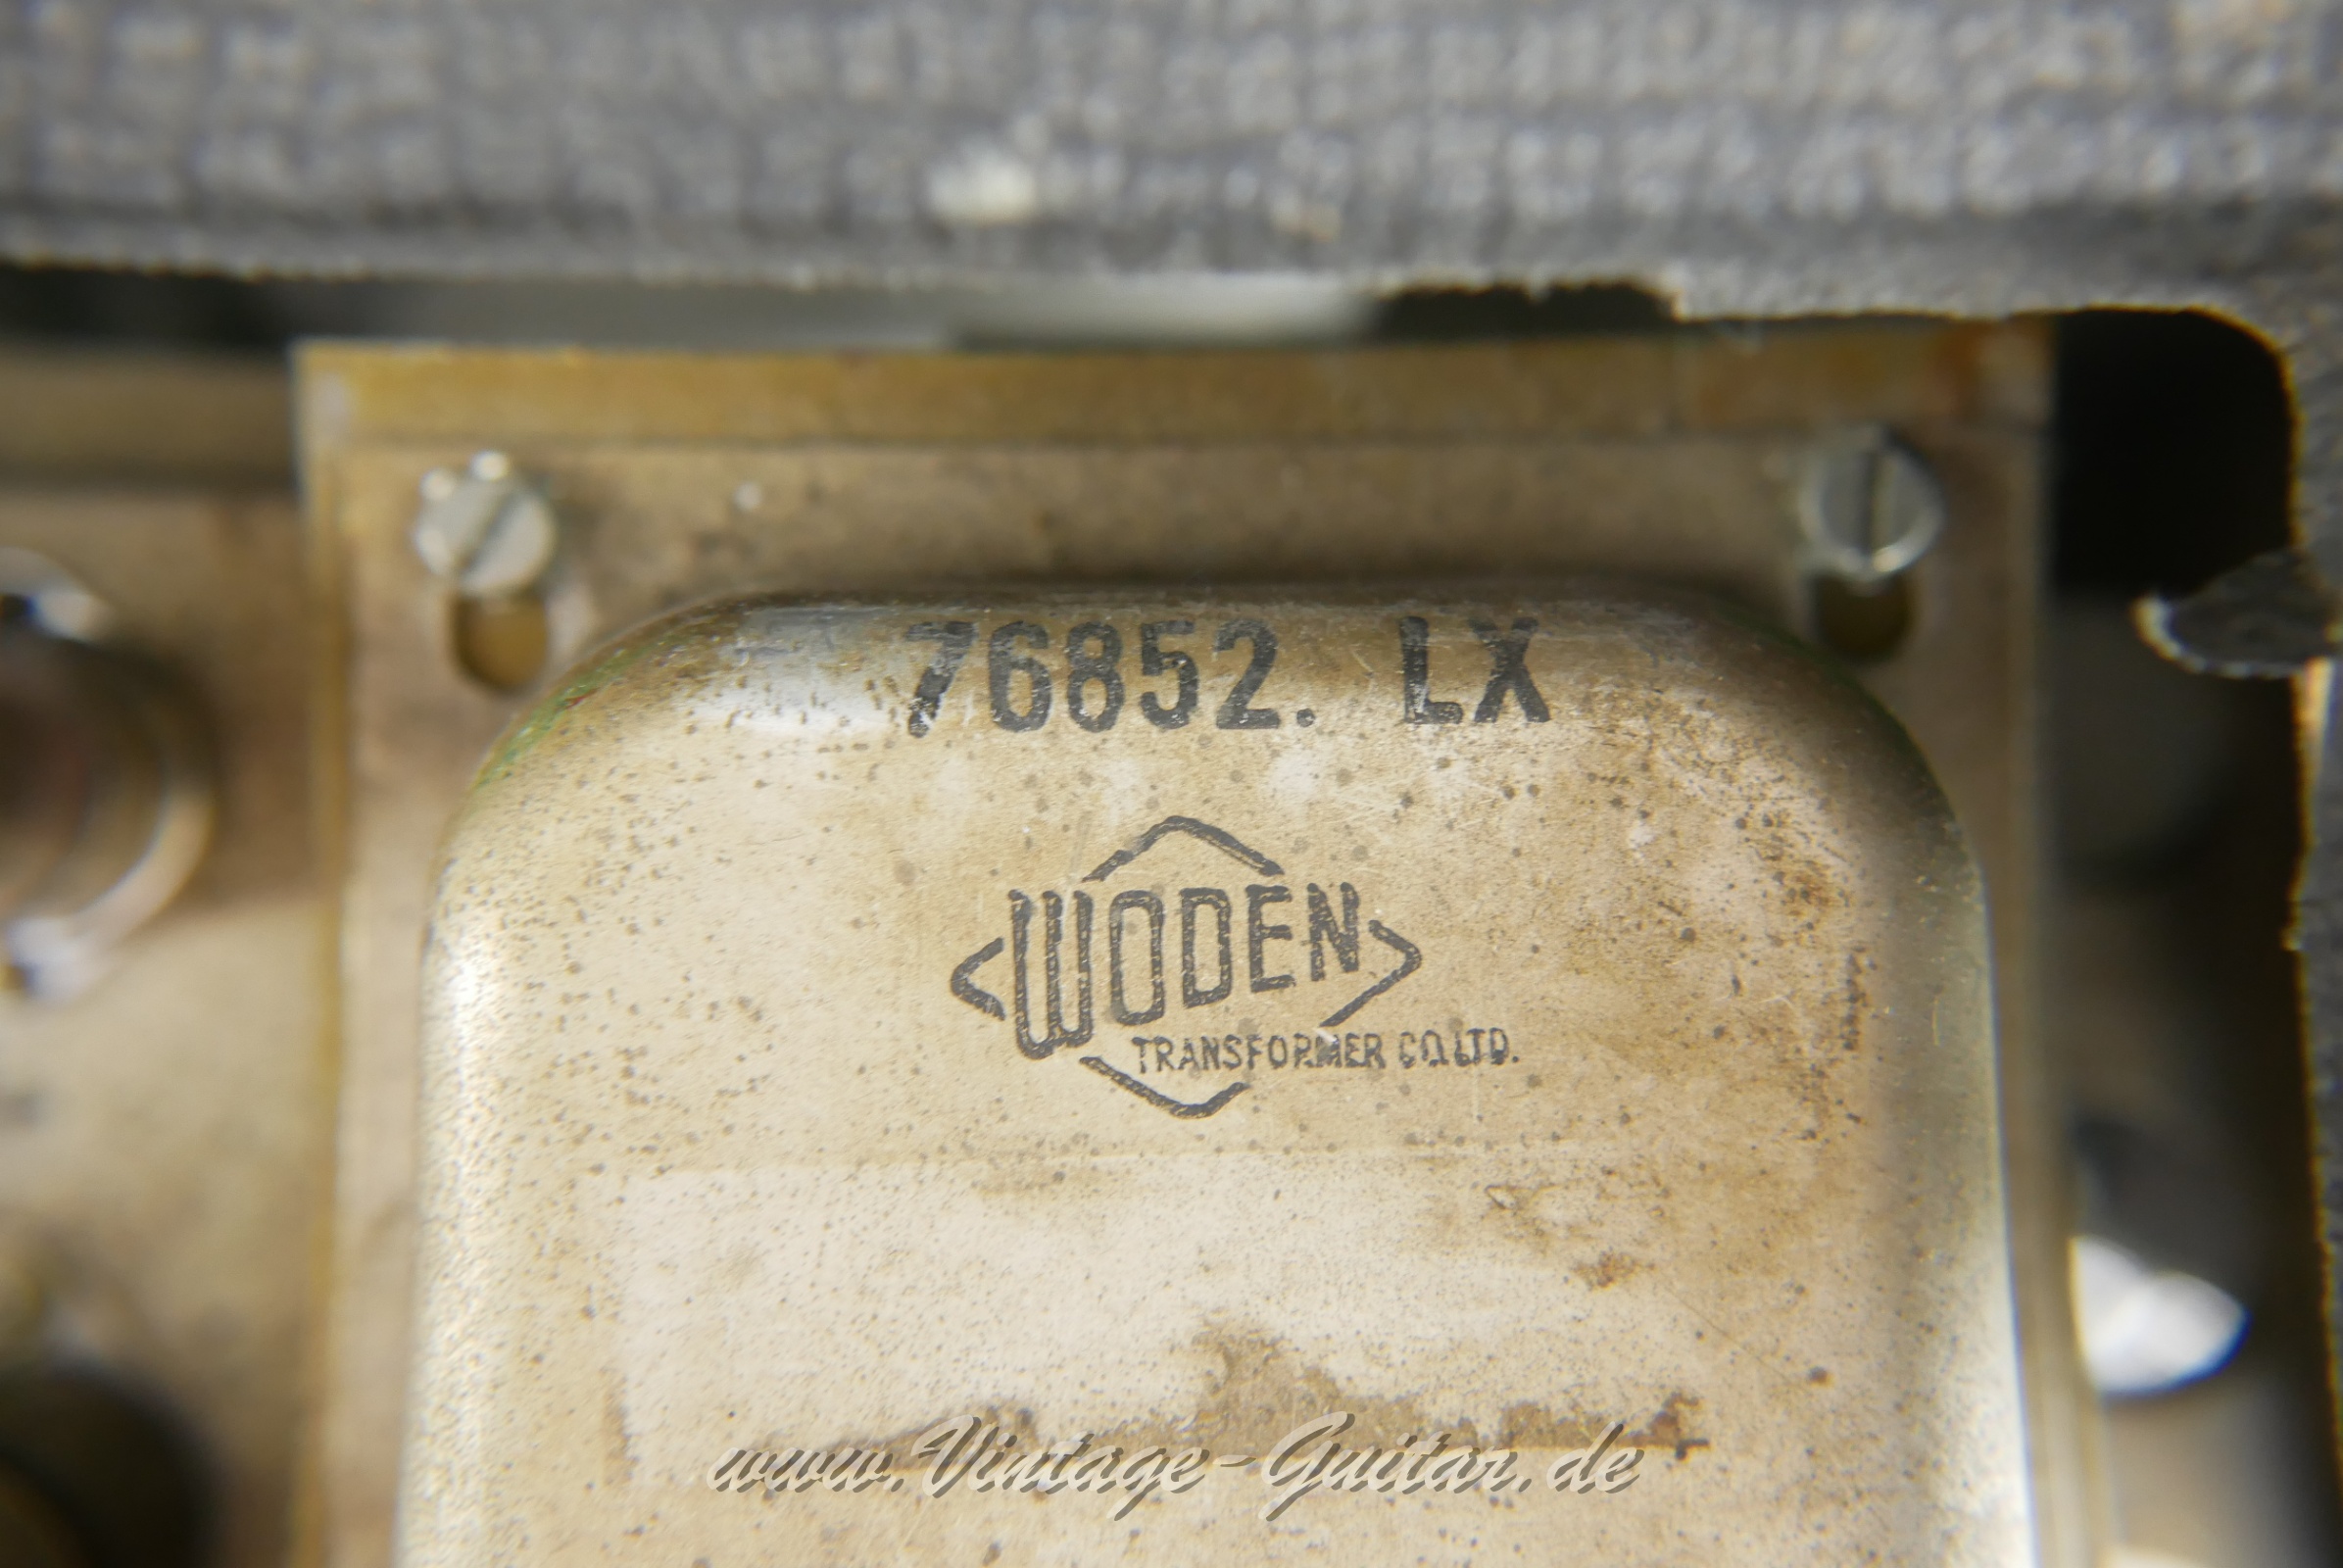 76852. LX
WODEN
TRANSFORMER CO. LTD.
www.Vintage-Guitar.de